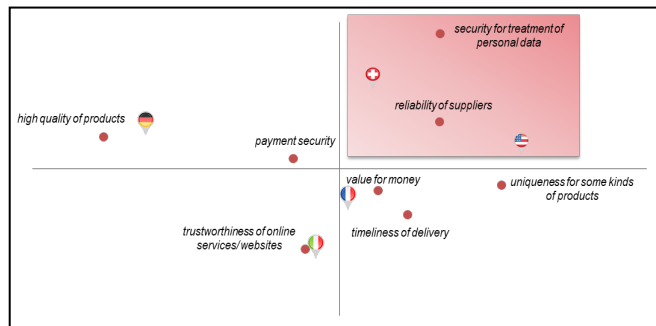 security for treatment of
personal data
reliability of suppliers
high quality of products
payment security
value for money
uniqueness for some kinds
of products
trustworthiness of online
services/websites
timeliness of delivery